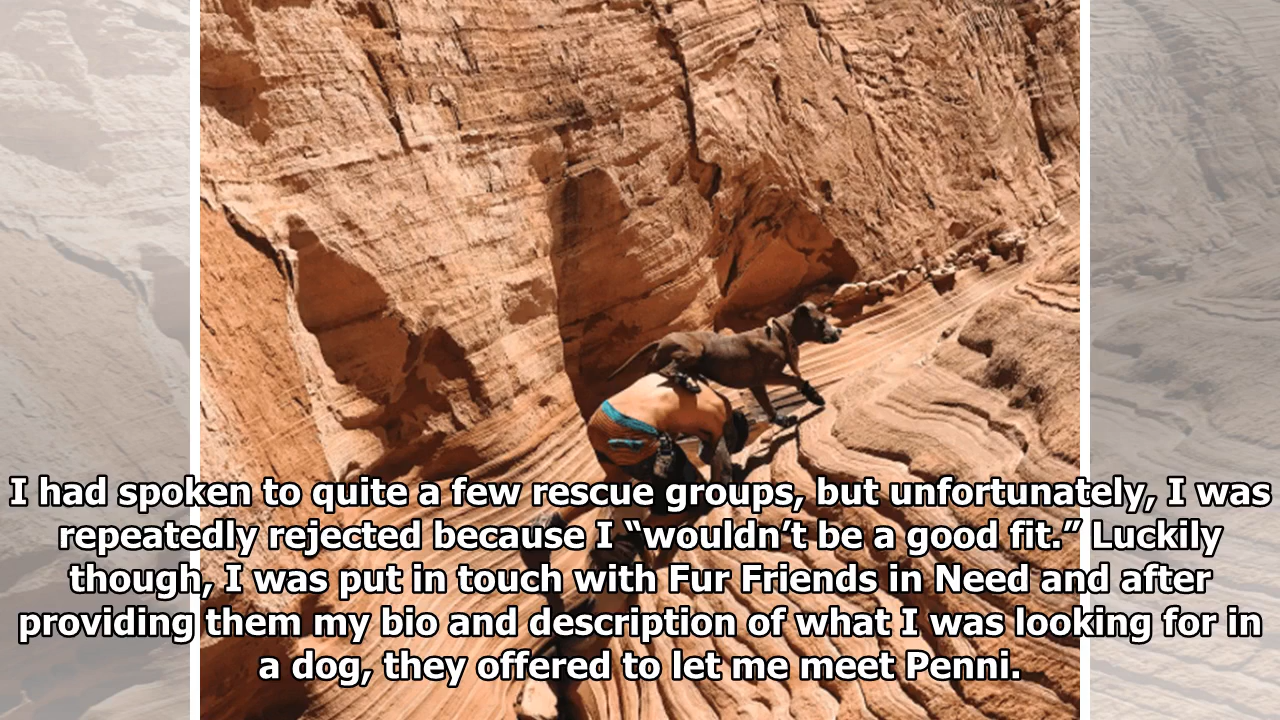 I had spoken to quite a few rescue groups, but unfortunately, I was
repeatedly rejected because I “wouldn’t be a good fit.” Luckily
though, I was put in touch with Fur Friends in Need and after
providing them my bio and description of what I was looking for in
a dog, they offered to let me meet Penni.